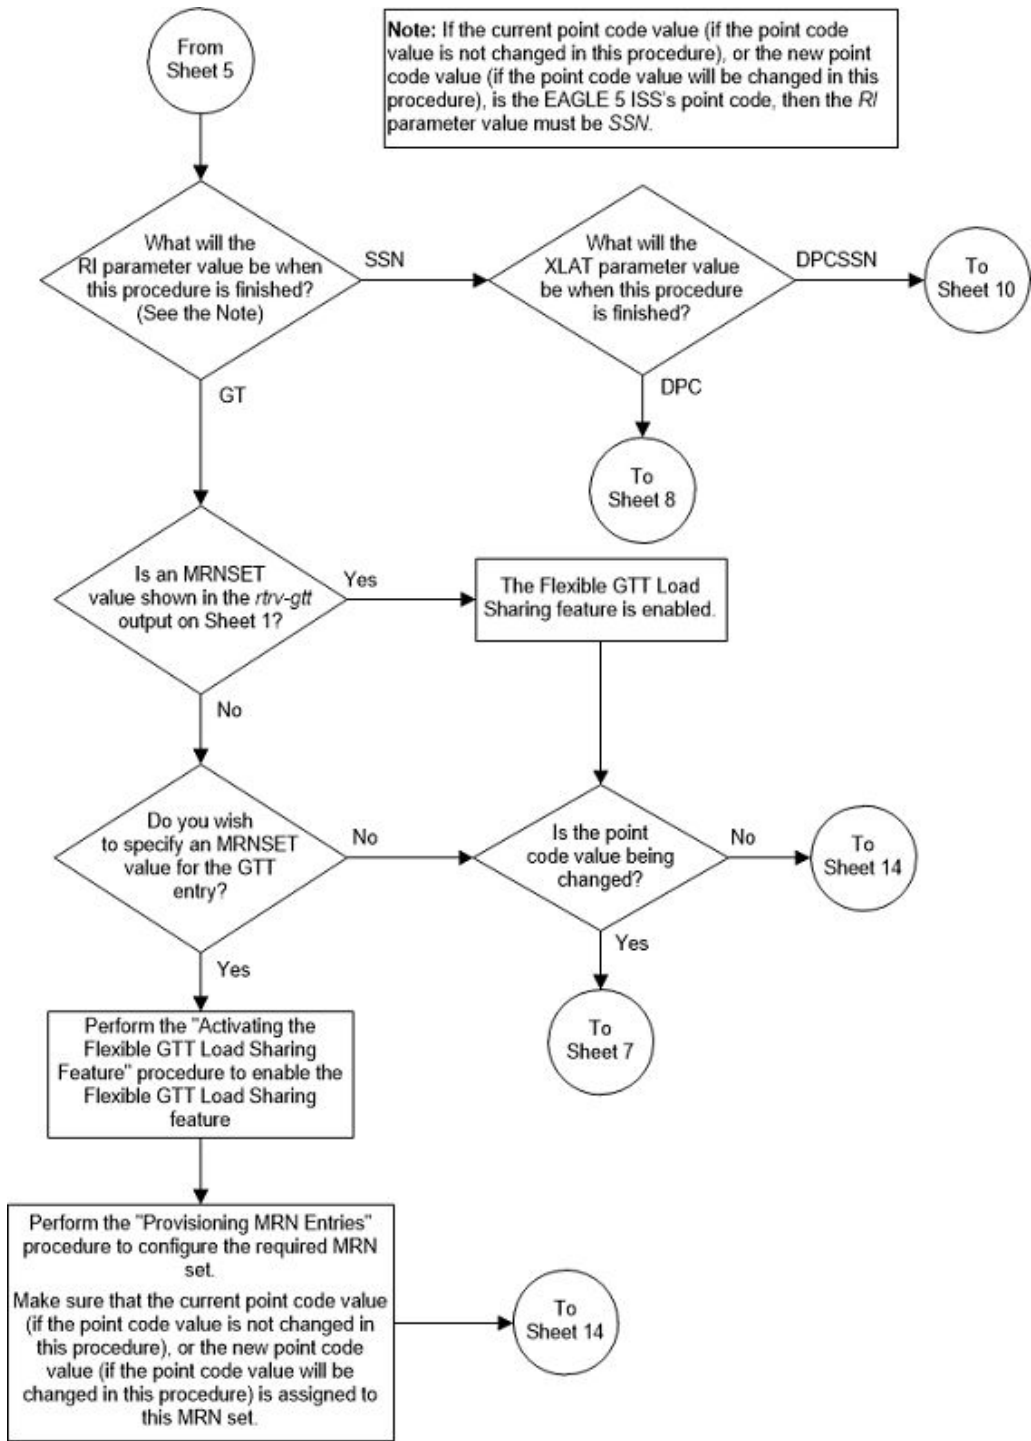 From
Sheet 5
Note: If the current point code value (if the point code
value is not changed in this procedure), or the new point
code value (if the point code value will be changed in this
procedure), is the EAGLE 5 ISS's point code, then the RI
parameter value must be SSN.
What will the
RI parameter value be when
this procedure is finished?
(See the Note)
SSN
What will the
XLAT parameter value
be when this procedure
is finished?
DPCSSN
To
Sheet 10
GT
DPC
To
Sheet 8
Is an MRNSET
value shown in the rtrv-gtt
output on Sheet 1?
Yes
The Flexible GTT Load
Sharing feature is enabled.
No
Do you wish
to specify an MRNSET
value for the GTT
entry?
No
Is the point
code value being
changed?
No
To
Sheet 14
Yes
Yes
To
Sheet 7
Perform the "Activating the
Flexible GTT Load Sharing
Feature" procedure to enable the
Flexible GTT Load Sharing
feature
Perform the "Provisioning MRN Entries"
procedure to configure the required MRN
set.
Make sure that the current point code value
(if the point code value is not changed in
this procedure), or the new point code
value (if the point code value will be
changed in this procedure) is assigned to
this MRN set.
To
Sheet 14